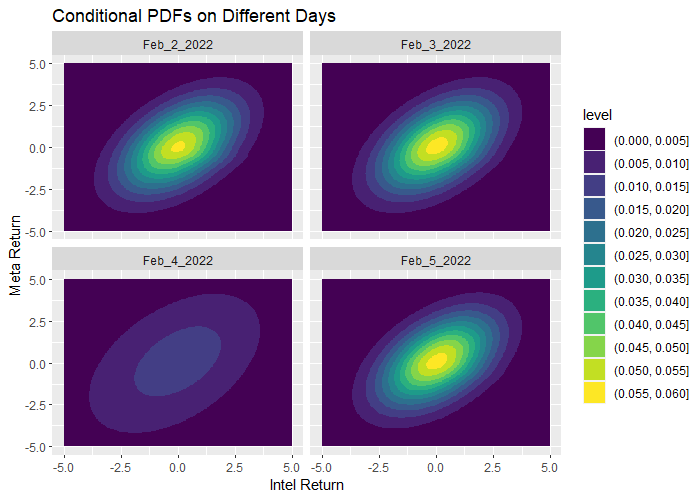 Conditional PDFs on Different Days
Feb_2_2022
Feb_3_2022
5.0
2.5
0.0
-2.5
-5.0
Feb_4_2022
Feb_5_2022
5.0
2.5
0.0
-2.5
-5.0
-5.0 -2.5 0.0 2.5 5.0
-5.0 -2.5 0.0 2.5 5.0
Intel Return
Meta Return
level
(0.000, 0.005]
(0.005, 0.010]
(0.010, 0.015]
(0.015, 0.020]
(0.020, 0.025]
(0.025, 0.030]
(0.030, 0.035]
(0.035, 0.040]
(0.040, 0.045]
(0.045, 0.050]
(0.050, 0.055]
(0.055, 0.060]